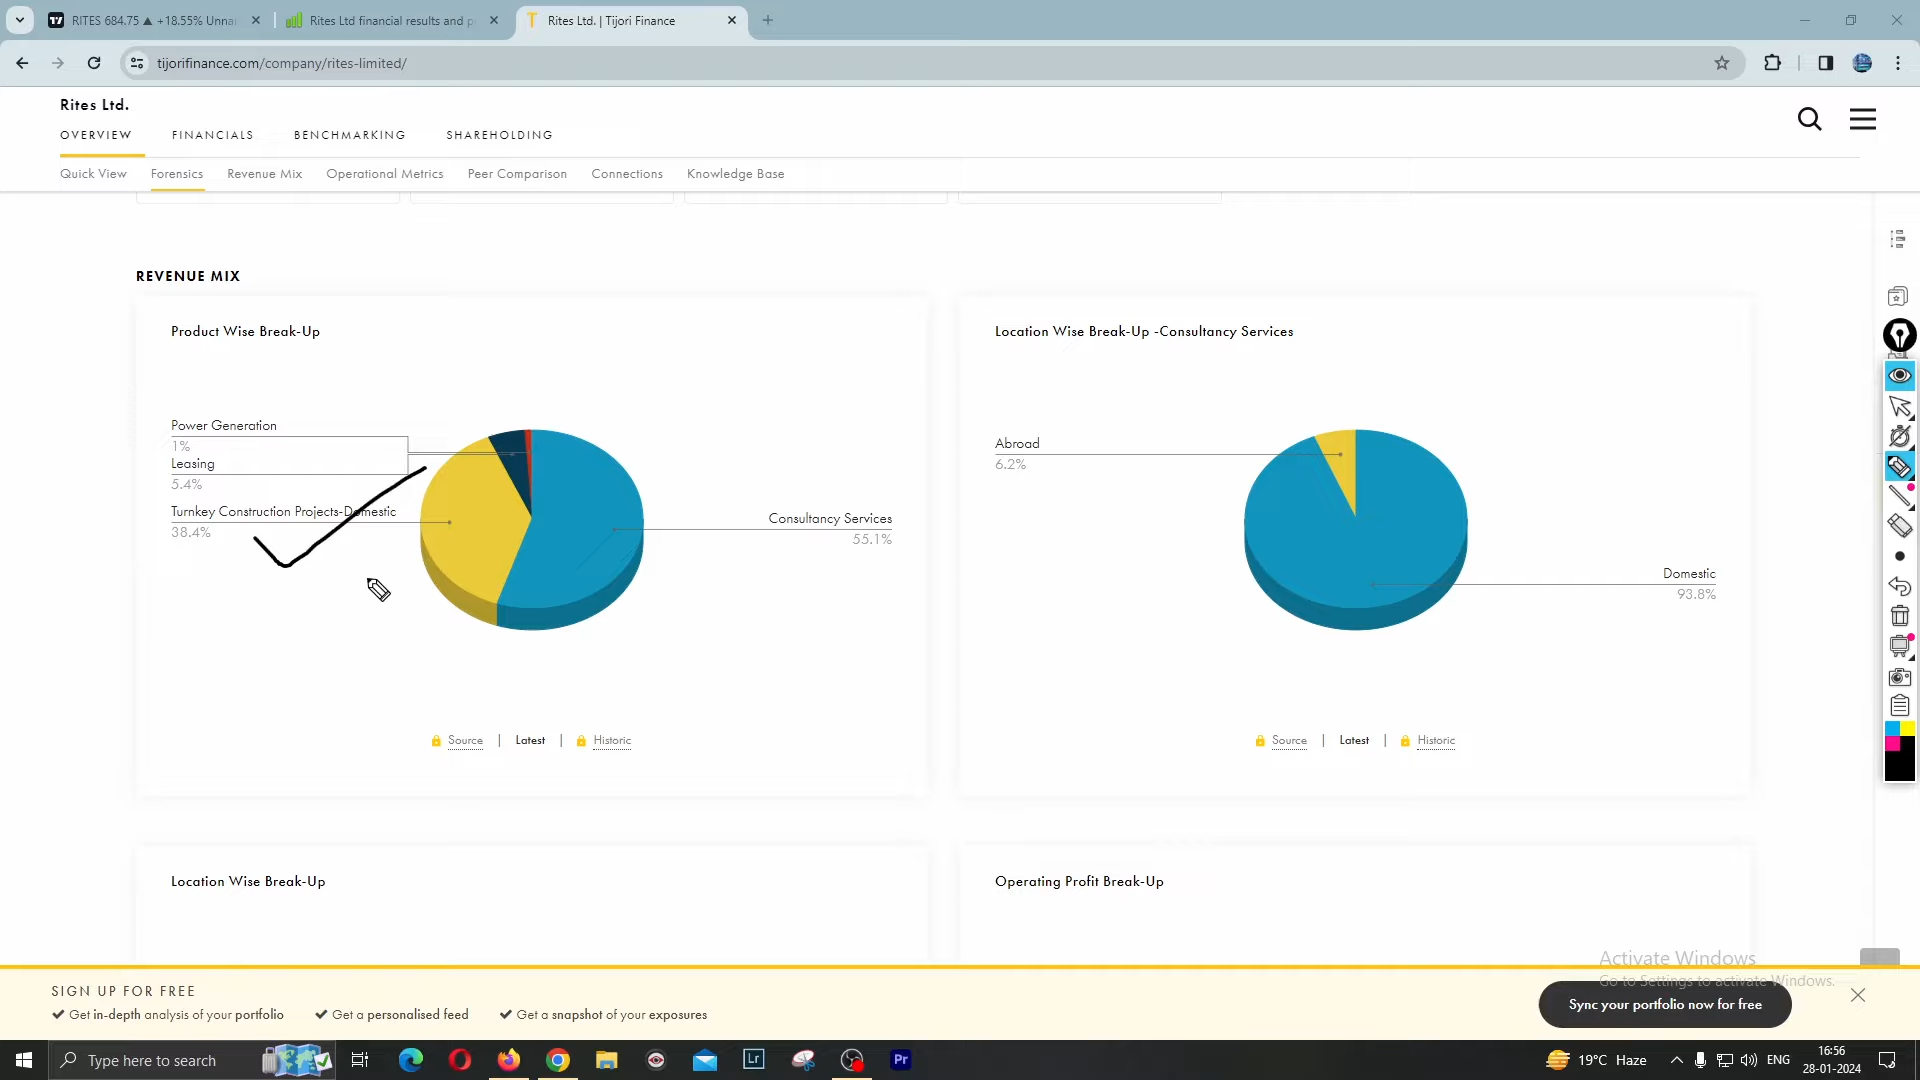 RITES 684.75 ▲ +18.55% Unna
Rites Ltd financial results and p
Rites Ltd. | Tijori Finance
tijorifinance.com/company/rites-limited/
Rites Ltd.
OVERVIEW FINANCIALS BENCHMARKING SHAREHOLDING
Quick View Forensics Revenue Mix Operational Metrics Peer Comparison Connections Knowledge Base
REVENUE MIX
Product Wise Break-Up
Power Generation
1%
Leasing
5.4%
Turnkey Construction Projects-Domestic
38.4%
Consultancy Services
55.1%
Source | Latest | Historic
Location Wise Break-Up -Consultancy Services
Abroad
6.2%
Domestic
93.8%
Source | Latest | Historic
Location Wise Break-Up
Operating Profit Break-Up
Activate Windows
Go to Settings to activate Windows.
SIGN UP FOR FREE
✔ Get in-depth analysis of your portfolio ✔ Get a personalised feed ✔ Get a snapshot of your exposures
Sync your portfolio now for free
Type here to search
Lr
Pr
19°C Haze
ENG
16:56
28-01-2024